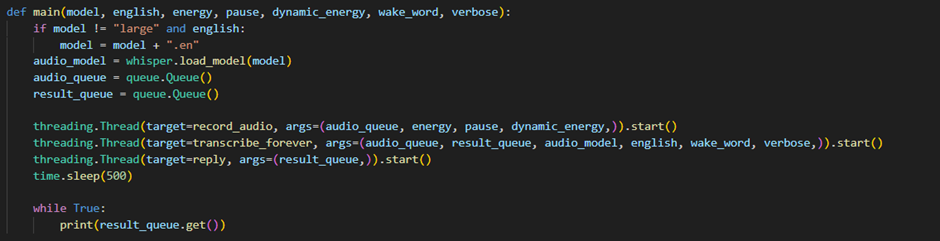 def main(model, english, energy, pause, dynamic_energy, wake_word, verbose):
    if model != "large" and english:
        model = model + ".en"
    audio_model = whisper.load_model(model)
    audio_queue = queue.Queue()
    result_queue = queue.Queue()

    threading.Thread(target=record_audio, args=(audio_queue, energy, pause, dynamic_energy,)).start()
    threading.Thread(target=transcribe_forever, args=(audio_queue, result_queue, audio_model, english, wake_word, verbose,)).start()
    threading.Thread(target=reply, args=(result_queue,)).start()
    time.sleep(500)

    while True:
        print(result_queue.get())